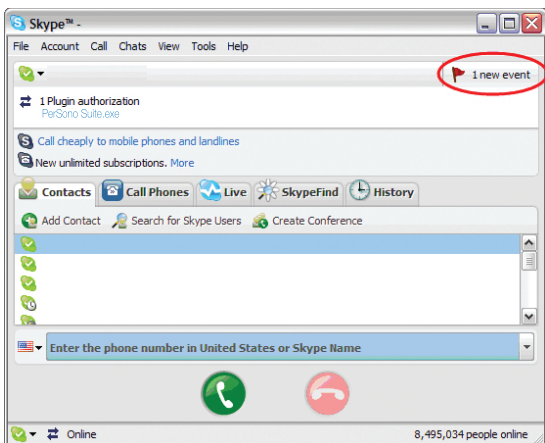 Skype™ -
File Account Call Chats View Tools Help
1 new event
1 Plugin authorization
PerSono Suite.exe
Call cheaply to mobile phones and landlines
New unlimited subscriptions. More
Contacts Call Phones Live SkypeFind History
Add Contact Search for Skype Users Create Conference
Enter the phone number in United States or Skype Name
Online 8,495,034 people online